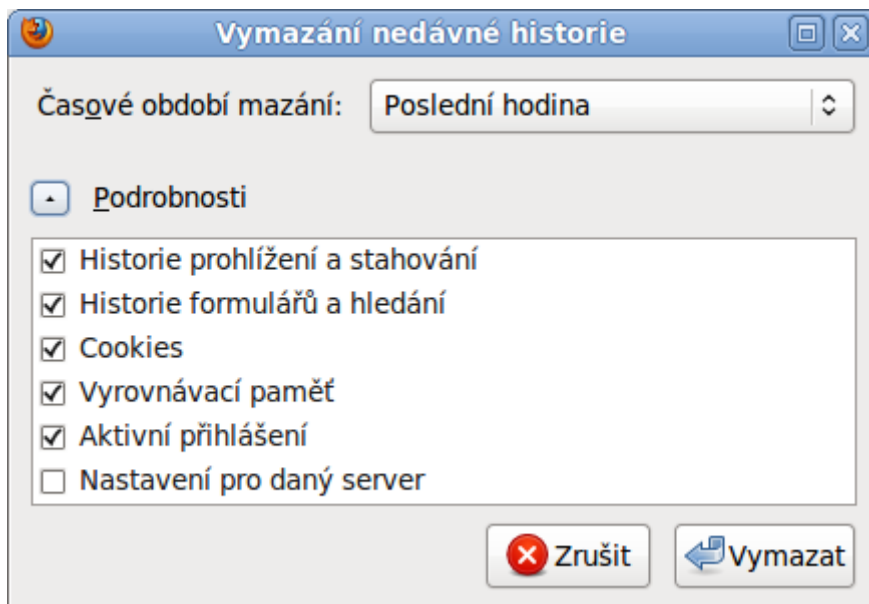 Vymazání nedávné historie
Časové období mazání: Poslední hodina
Podrobnosti
Historie prohlížení a stahování
Historie formulářů a hledání
Cookies
Vyrovnávací paměť
Aktivní přihlášení
Nastavení pro daný server
Zrušit Vymazat